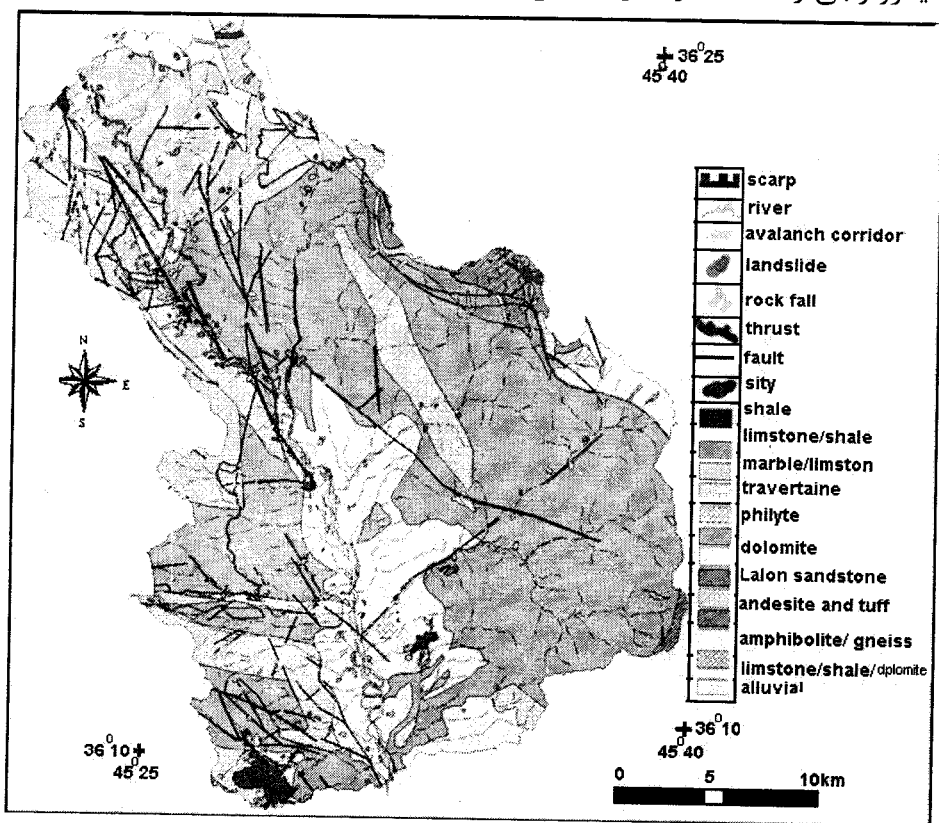 36°25
45°40
scarp
river
avalanch corridor
landslide
rock fall
thrust
fault
sity
shale
limstone/shale
marble/limston
travertaine
philyte
dolomite
Lalon sandstone
andesite and tuff
amphibolite/ gneiss
limstone/shale/dplomite
alluvial
N
E
S
36°10
45°40
36°10
45°25
0 5 10km